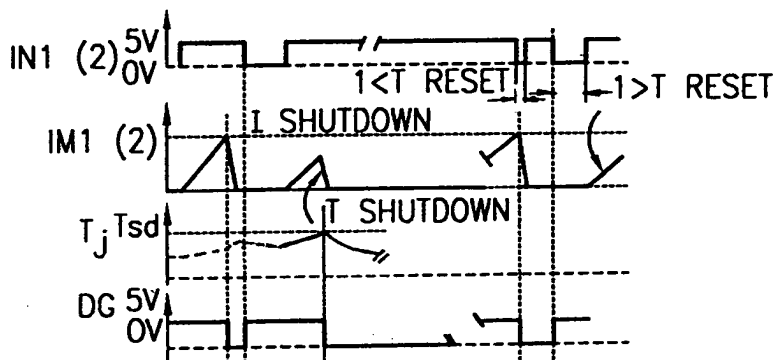 5V
IN1 (2)
0V
1<T RESET
1>T RESET
I SHUTDOWN
IM1 (2)
T SHUTDOWN
Tj Tsd
DG 5V
0V